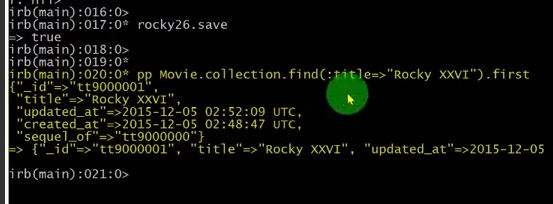 irb(main):016:0>
irb(main):017:0* rocky26.save
=> true
irb(main):018:0>
irb(main):019:0*
irb(main):020:0* pp Movie.collection.find(:title=>"Rocky XXVI").first
{"_id"=>"tt9000001",
"title"=>"Rocky XXVI",
"updated_at"=>2015-12-05 02:52:09 UTC,
"created_at"=>2015-12-05 02:48:47 UTC,
"sequel_of"=>"tt9000000"}
=> {"_id"=>"tt9000001", "title"=>"Rocky XXVI", "updated_at"=>2015-12-05
irb(main):021:0>